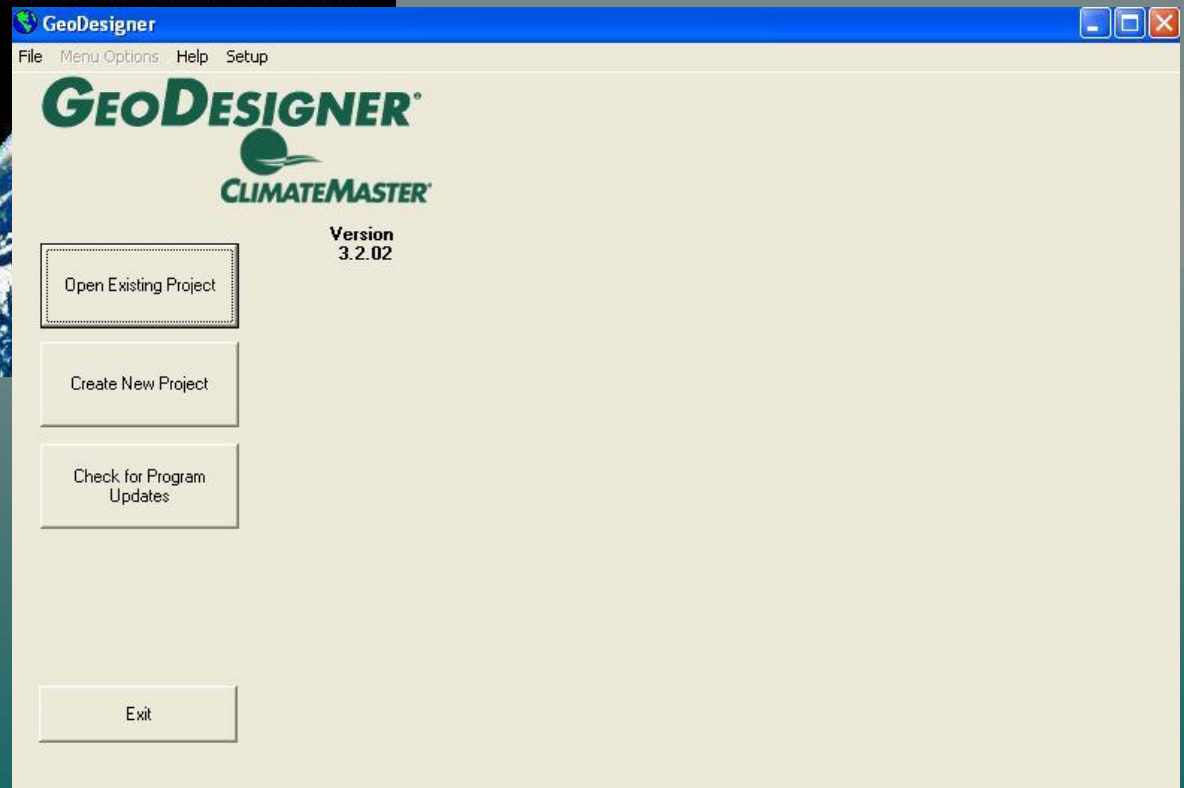 GeoDesigner
File Menu Options Help Setup
GEODESIGNER®
CLIMATEMASTER®
Version
3.2.02
Open Existing Project
Create New Project
Check for Program
Updates
Exit